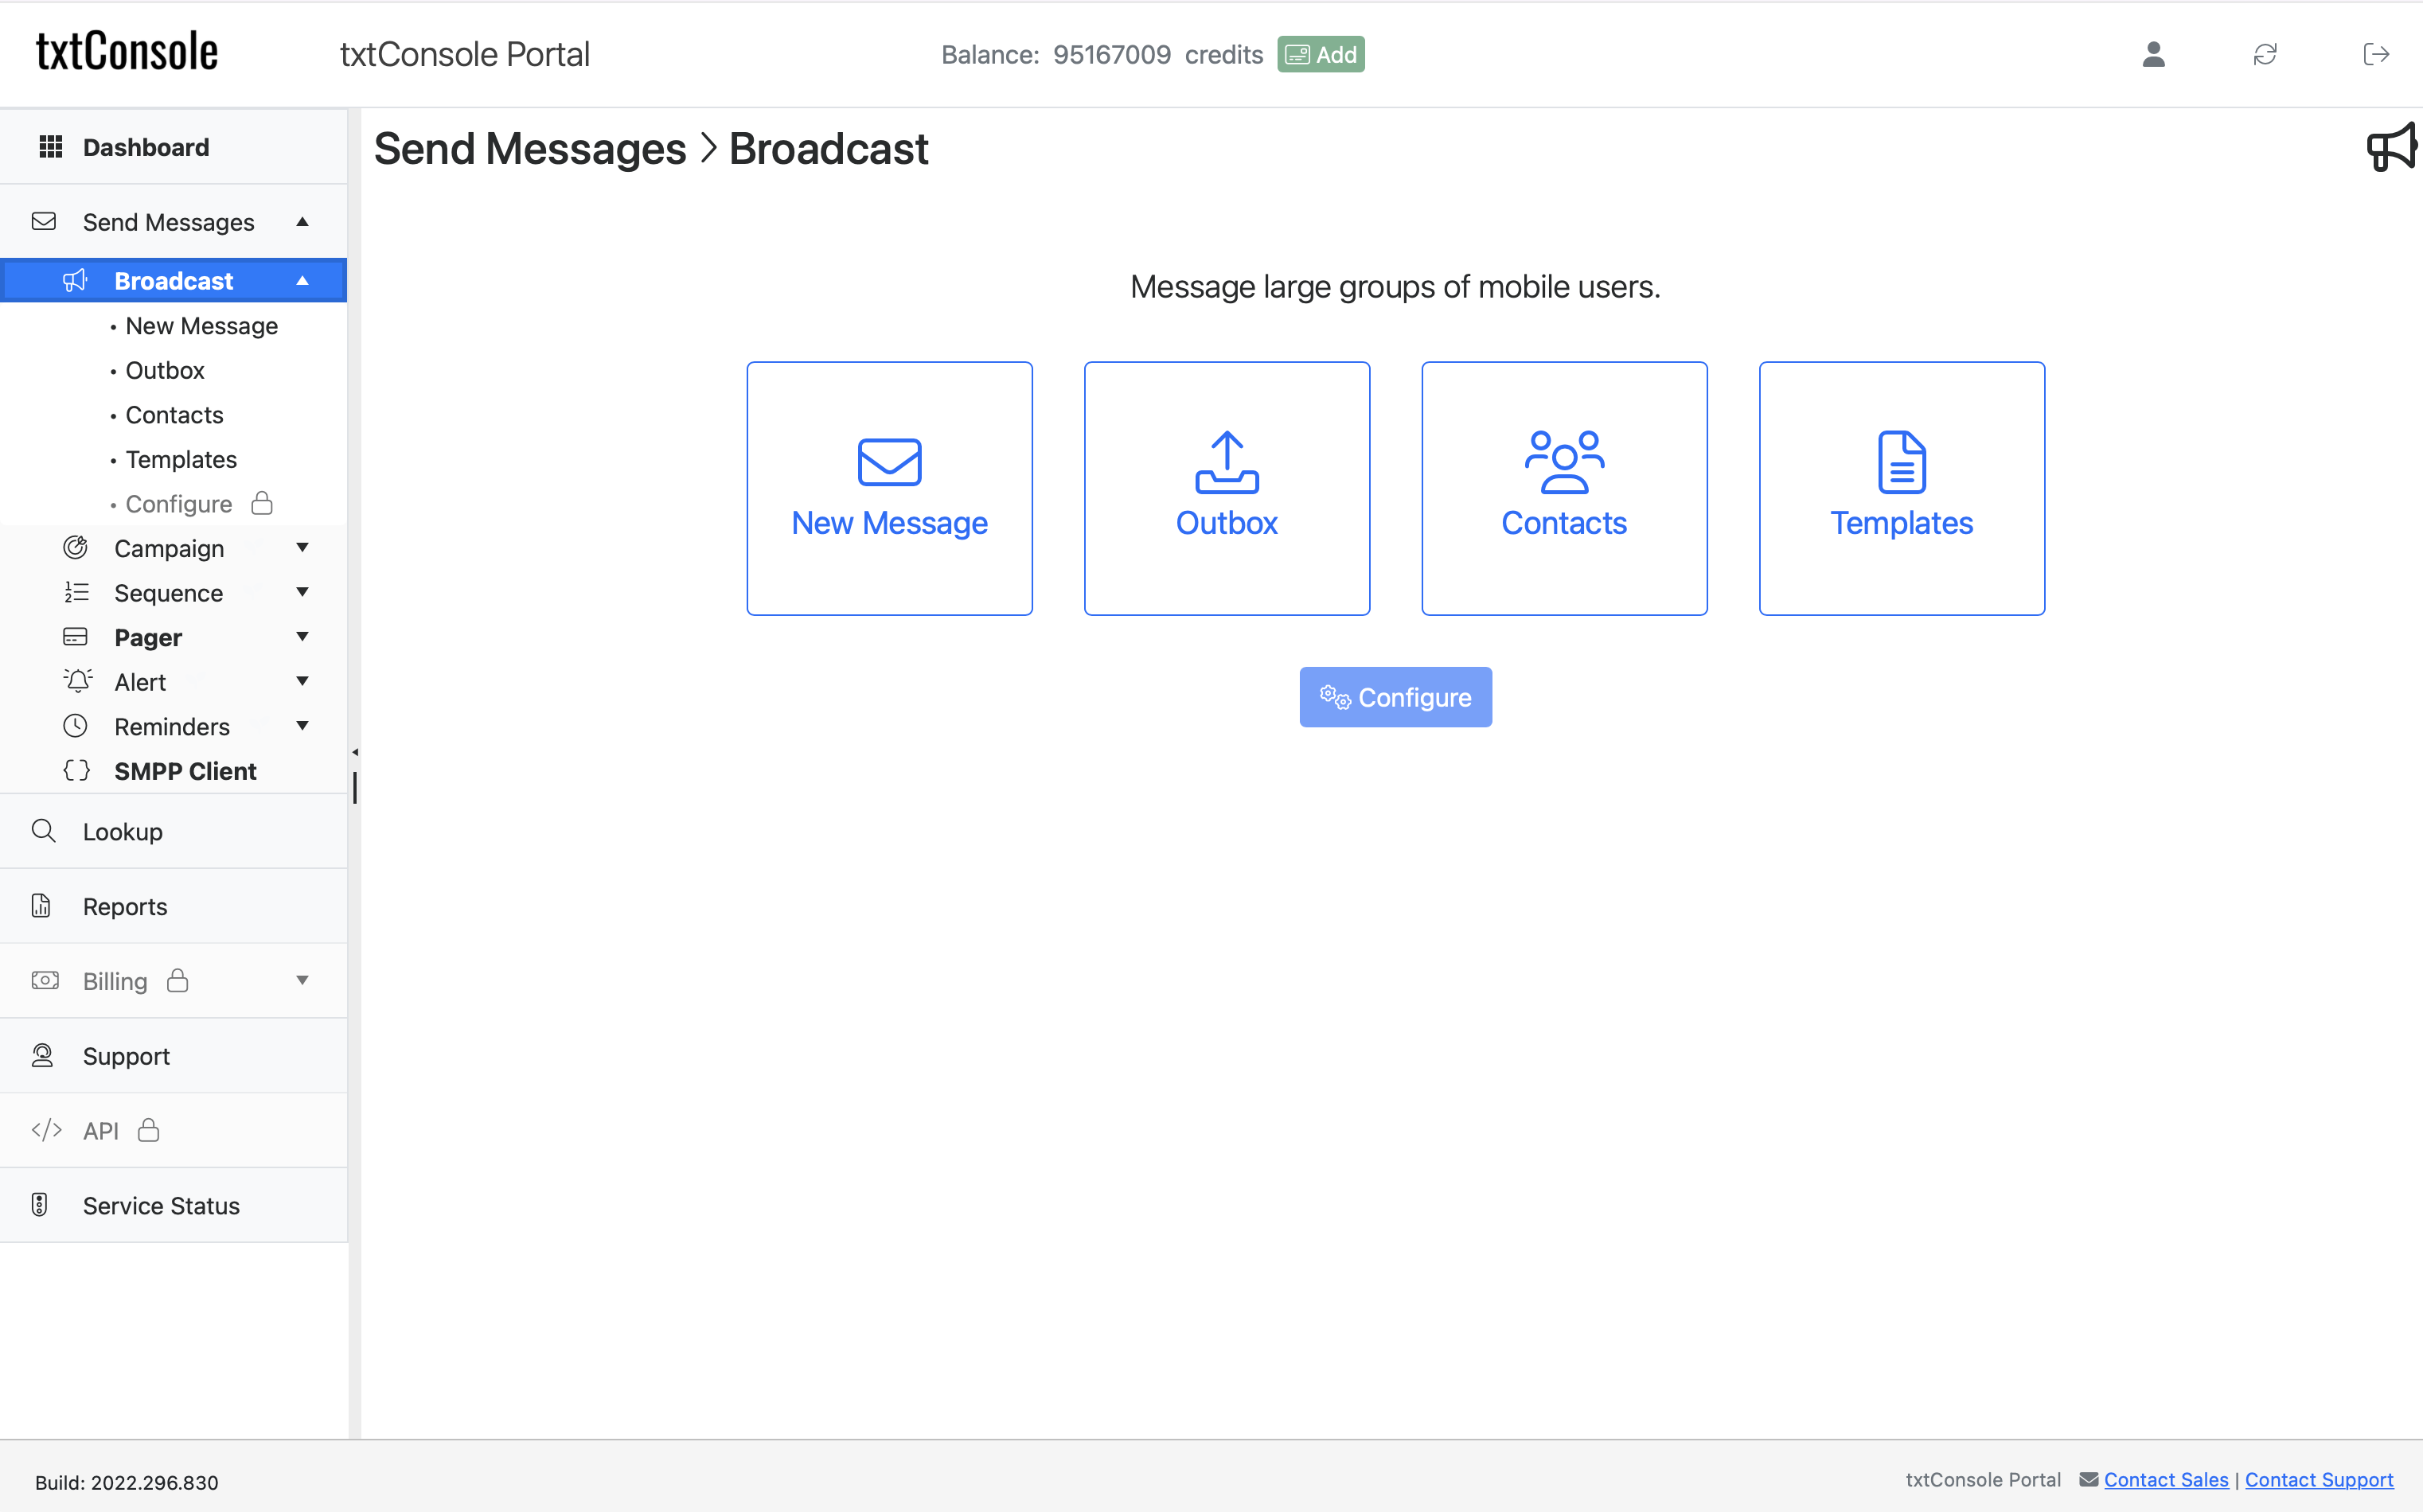 txtConsole
txtConsole Portal
Balance: 95167009 credits Add
Dashboard
Send Messages
Broadcast
• New Message
• Outbox
• Contacts
• Templates
• Configure
Campaign
Sequence
Pager
Alert
Reminders
SMPP Client
Lookup
Reports
Billing
Support
API
Service Status
Send Messages > Broadcast
Message large groups of mobile users.
New Message
Outbox
Contacts
Templates
Configure
Build: 2022.296.830
txtConsole Portal Contact Sales | Contact Support